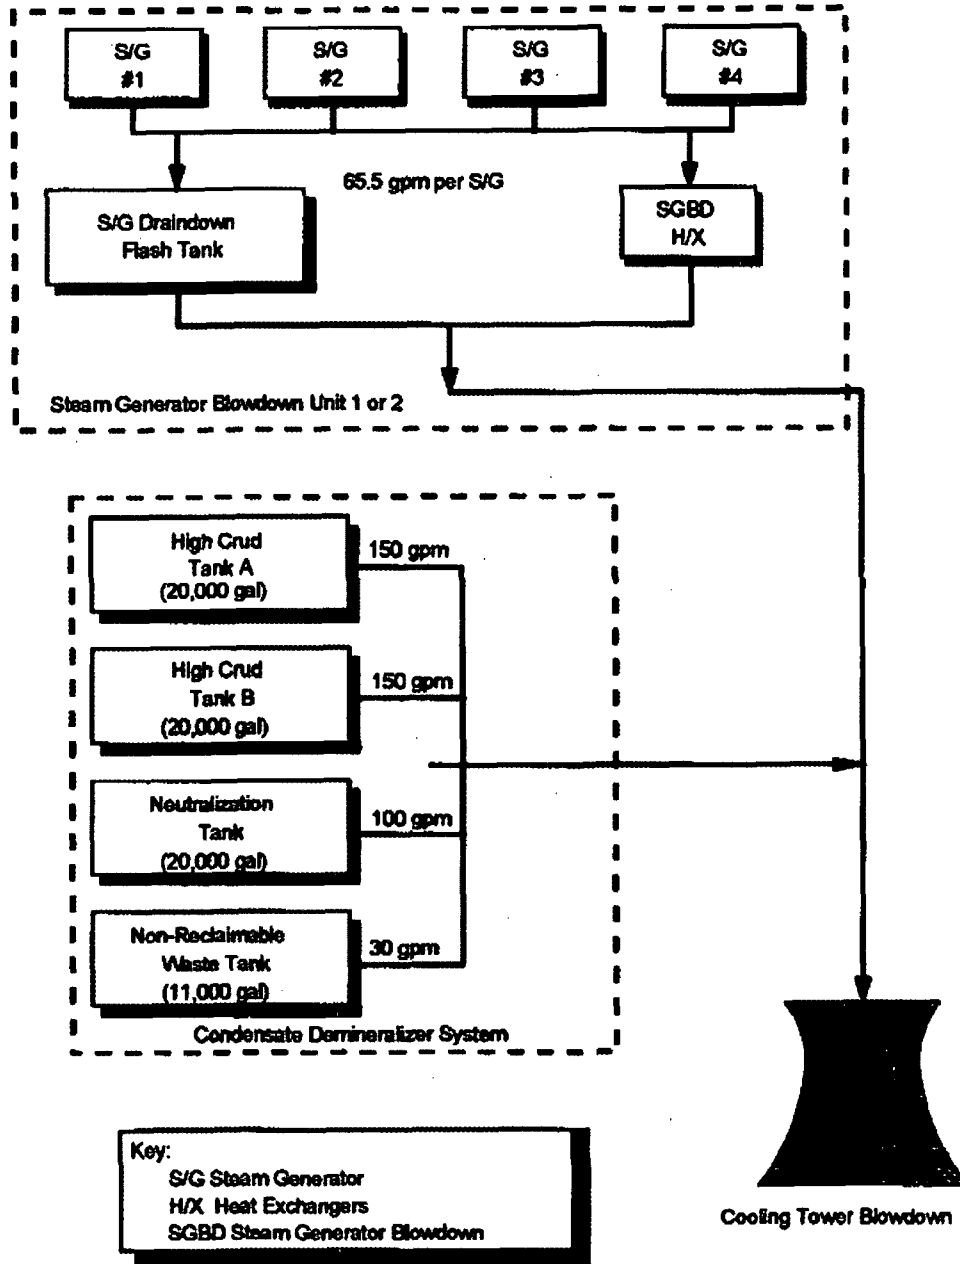 S/G
#1
S/G
#2
S/G
#3
S/G
#4
65.5 gpm per S/G
S/G Draindown
Flash Tank
SGBD
H/X
Steam Generator Blowdown Unit 1 or 2
High Crud
Tank A
(20,000 gal)
150 gpm
High Crud
Tank B
(20,000 gal)
150 gpm
Neutralization
Tank
(20,000 gal)
100 gpm
Non-Reclaimable
Waste Tank
(11,000 gal)
30 gpm
Condensate Demineralizer System
Key:
S/G Steam Generator
H/X Heat Exchangers
SGBD Steam Generator Blowdown
Cooling Tower Blowdown